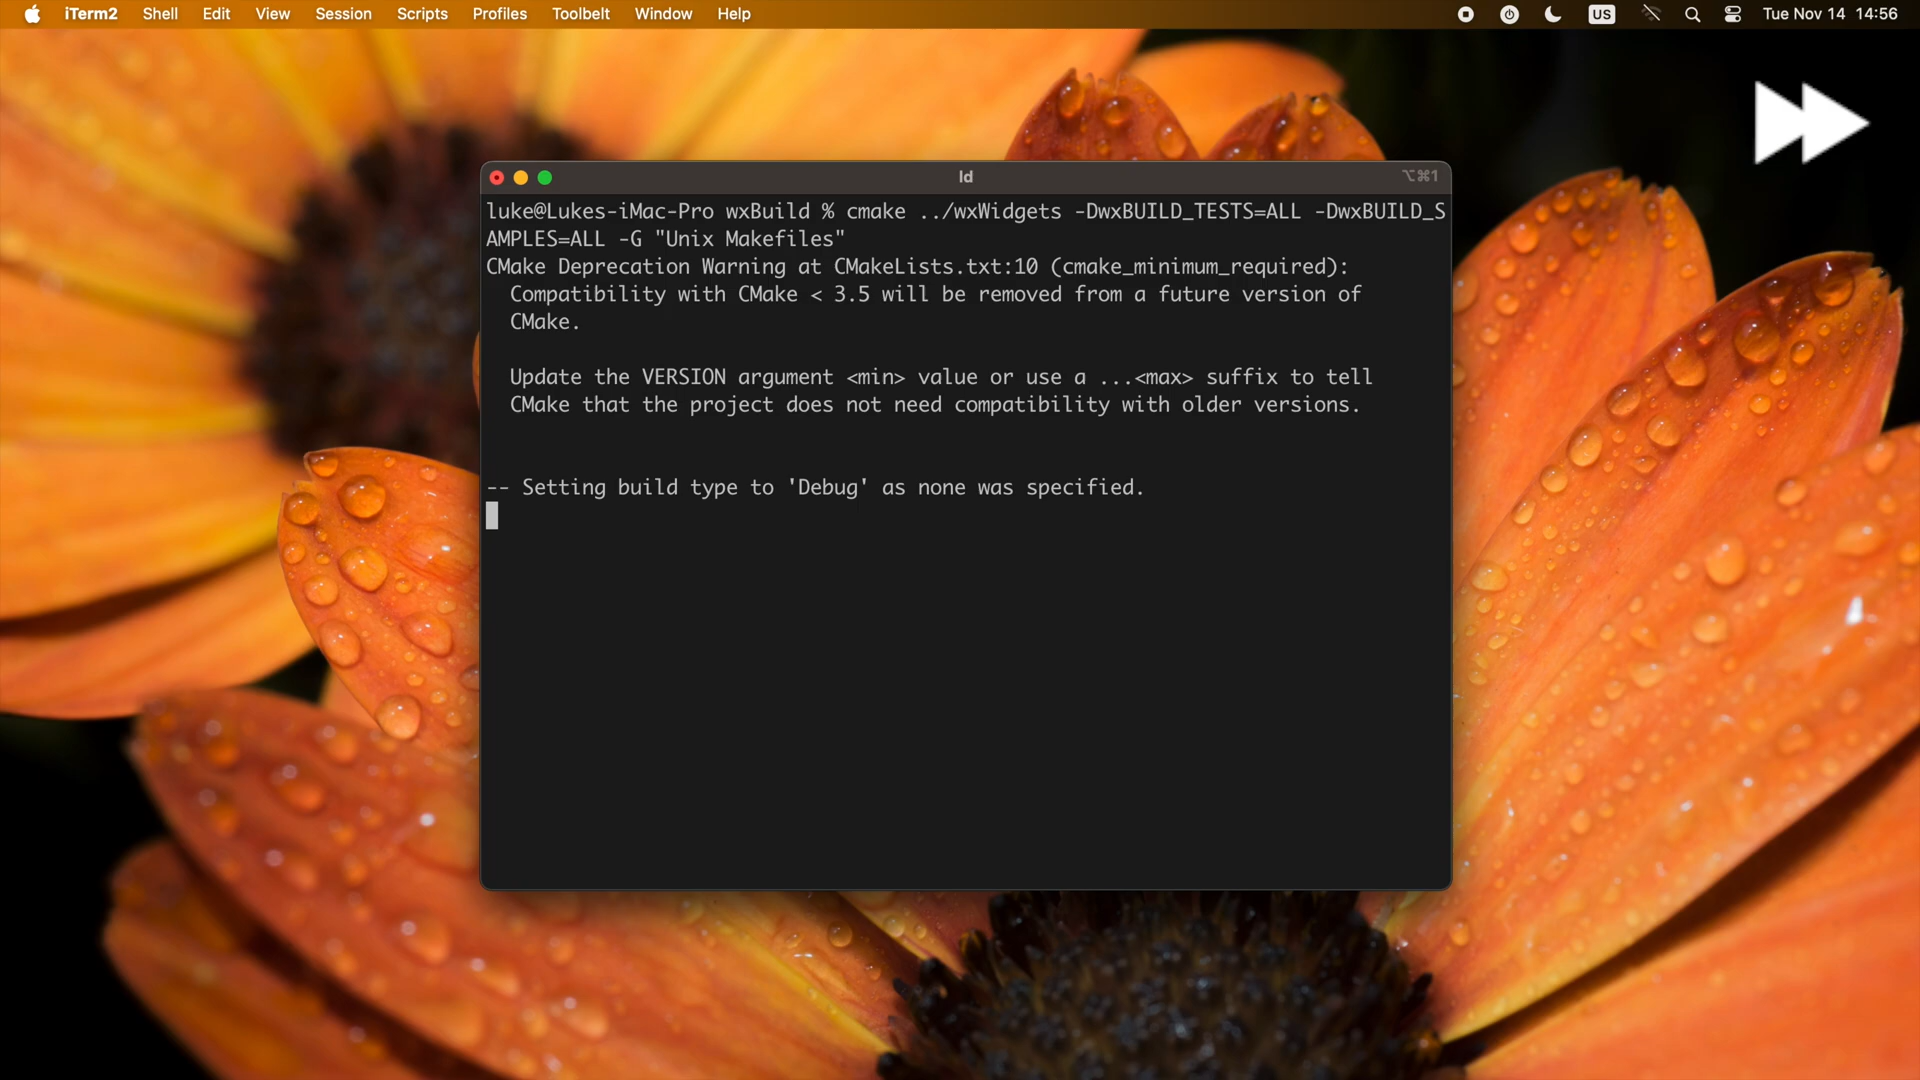 iTerm2 Shell Edit View Session Scripts Profiles Toolbelt Window Help US Tue Nov 14 14:56
ld ⌥⌘1
luke@Lukes-iMac-Pro wxBuild % cmake ../wxWidgets -DwxBUILD_TESTS=ALL -DwxBUILD_S
AMPLES=ALL -G "Unix Makefiles"
CMake Deprecation Warning at CMakeLists.txt:10 (cmake_minimum_required):
Compatibility with CMake < 3.5 will be removed from a future version of
CMake.
Update the VERSION argument <min> value or use a ...<max> suffix to tell
CMake that the project does not need compatibility with older versions.
-- Setting build type to 'Debug' as none was specified.